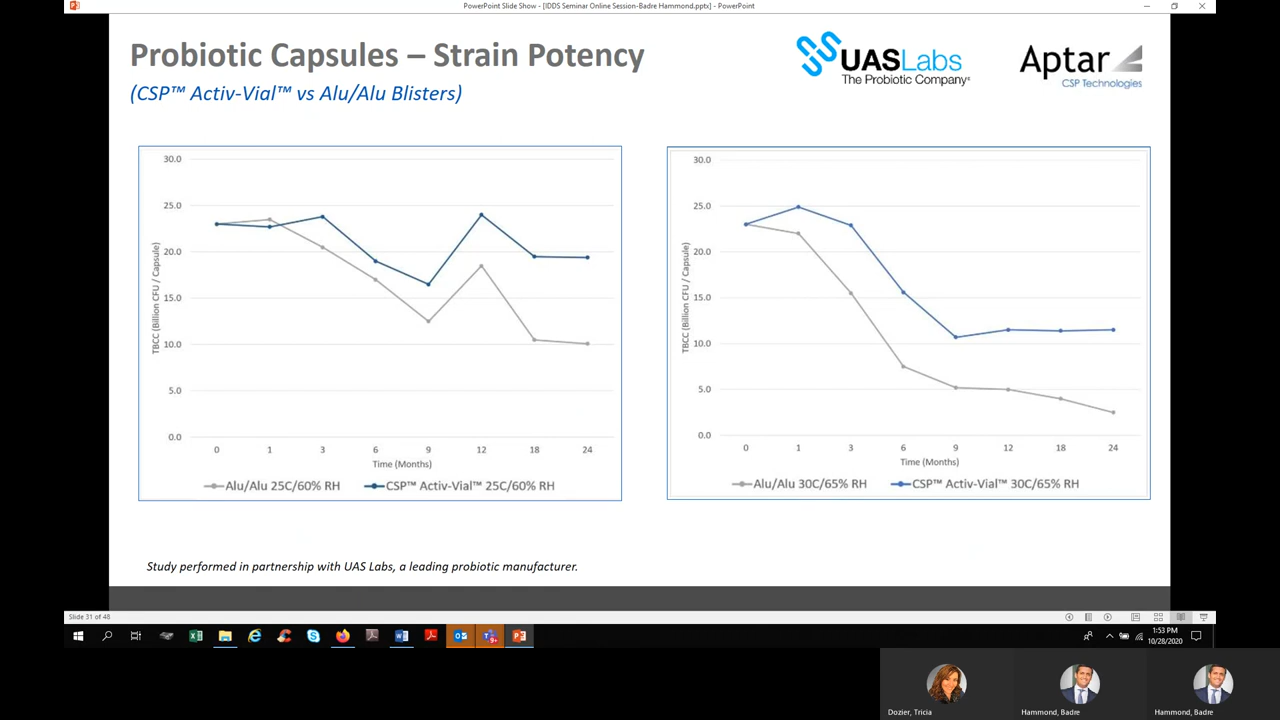 PowerPoint Slide Show - [IDDS Seminar Online Session-Badre Hammond.pptx] - PowerPoint
Probiotic Capsules – Strain Potency
(CSP™ Activ-Vial™ vs Alu/Alu Blisters)
UASLabs
The Probiotic Company®
Aptar
CSP Technologies
30.0
25.0
20.0
15.0
10.0
5.0
0.0
TBCC (Billion CFU / Capsule)
0 1 3 6 9 12 18 24
Time (Months)
Alu/Alu 25C/60% RH CSP™ Activ-Vial™ 25C/60% RH
30.0
25.0
20.0
15.0
10.0
5.0
0.0
TBCC (Billion CFU / Capsule)
0 1 3 6 9 12 18 24
Time (Months)
Alu/Alu 30C/65% RH CSP™ Activ-Vial™ 30C/65% RH
Study performed in partnership with UAS Labs, a leading probiotic manufacturer.
Slide 31 of 48
1:53 PM
10/28/2020
Dozier, Tricia
Hammond, Badre
Hammond, Badre